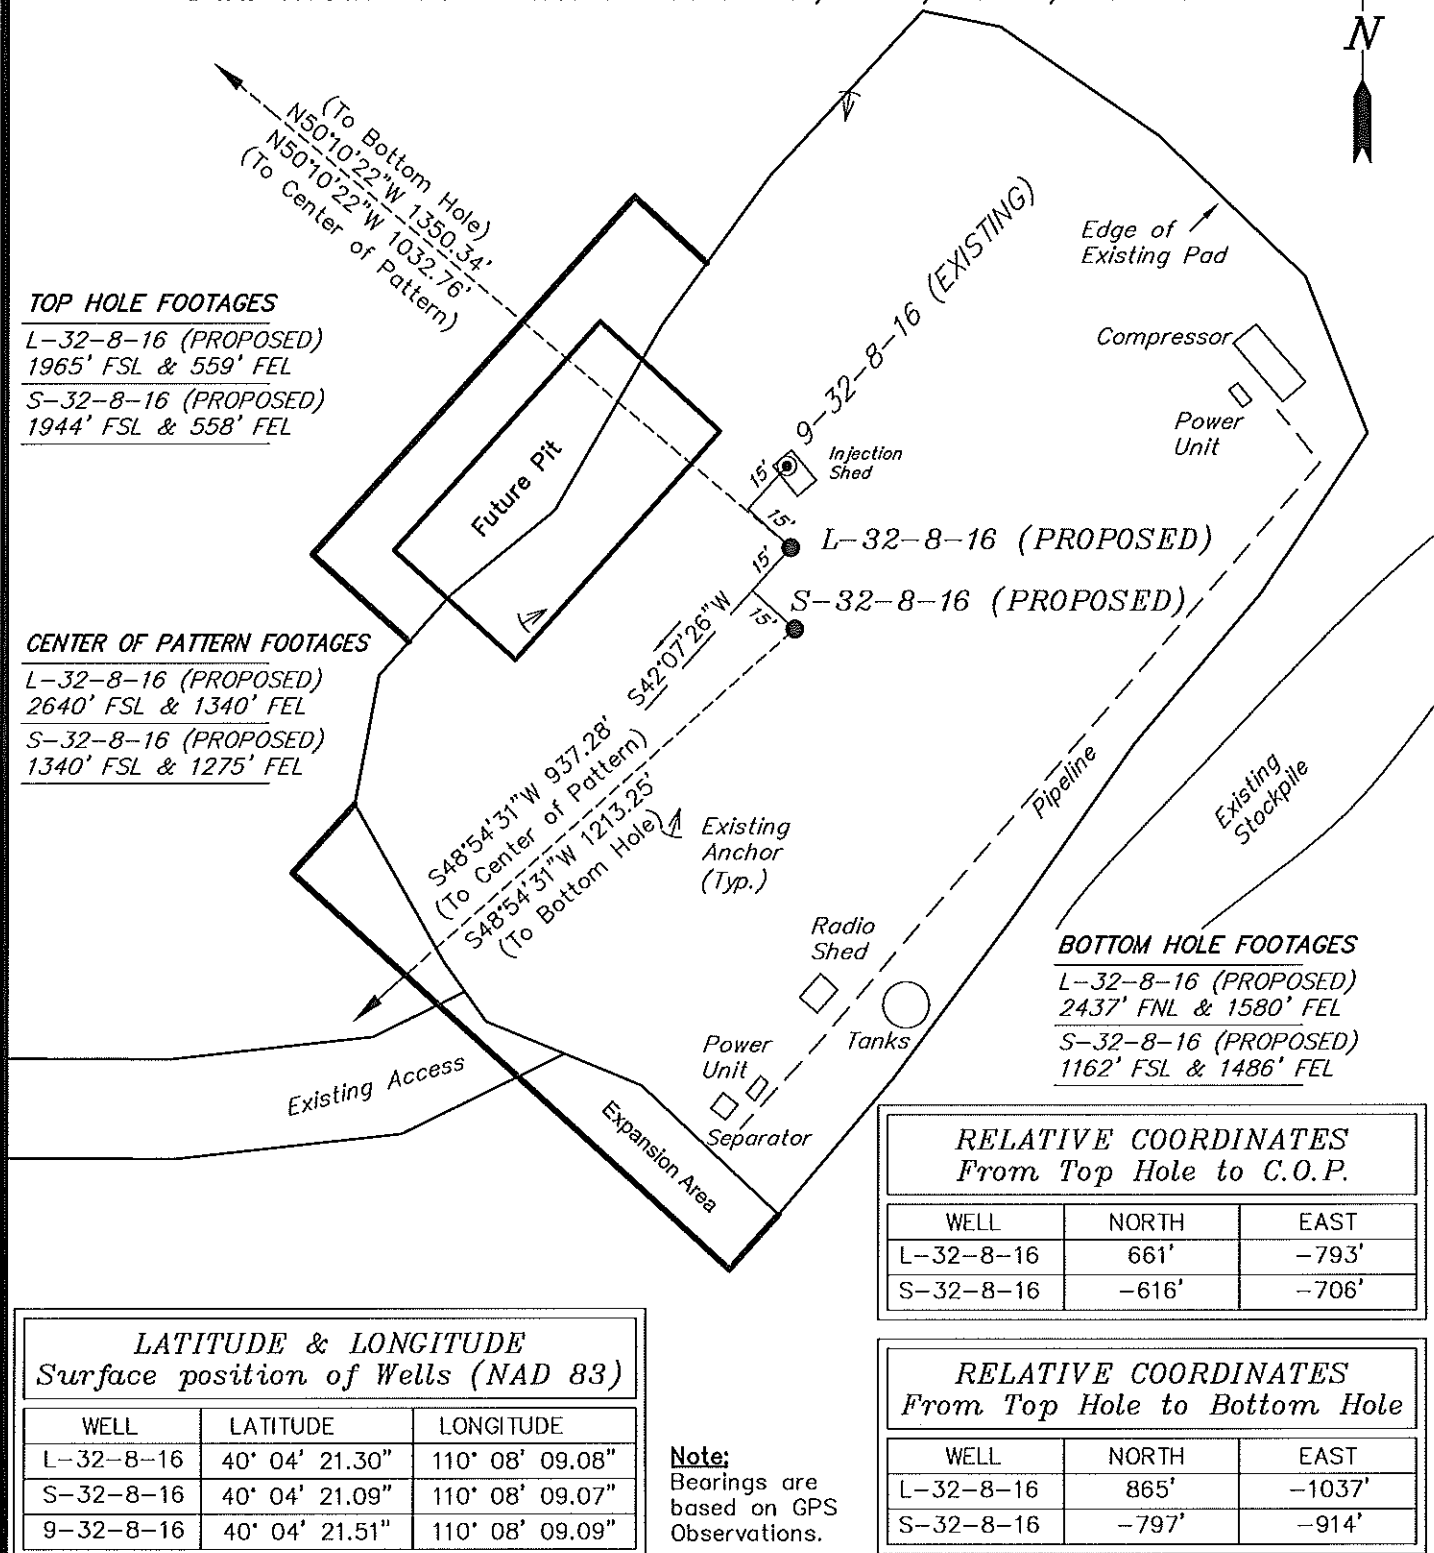 N
(To Bottom Hole)
N50°10'22"W 1350.34'
N50°10'22"W 1032.76'
(To Center of Pattern)
Edge of
Existing Pad
9-32-8-16 (EXISTING)
TOP HOLE FOOTAGES
L-32-8-16 (PROPOSED)
1965' FSL & 559' FEL
S-32-8-16 (PROPOSED)
1944' FSL & 558' FEL
Compressor
Power
Unit
Future Pit
Injection
Shed
15'
15'
L-32-8-16 (PROPOSED)
15'
S-32-8-16 (PROPOSED)
15'
S42°07'26"W
CENTER OF PATTERN FOOTAGES
L-32-8-16 (PROPOSED)
2640' FSL & 1340' FEL
S-32-8-16 (PROPOSED)
1340' FSL & 1275' FEL
S48°54'31"W 937.28'
(To Center of Pattern)
S48°54'31"W 1213.25'
(To Bottom Hole)
Existing
Anchor
(Typ.)
Pipeline
Existing
Stockpile
Radio
Shed
BOTTOM HOLE FOOTAGES
L-32-8-16 (PROPOSED)
2437' FNL & 1580' FEL
S-32-8-16 (PROPOSED)
1162' FSL & 1486' FEL
Tanks
Power
Unit
Separator
Existing Access
Expansion Area
RELATIVE COORDINATES
From Top Hole to C.O.P.
WELL NORTH EAST
L-32-8-16 661' -793'
S-32-8-16 -616' -706'
LATITUDE & LONGITUDE
Surface position of Wells (NAD 83)
WELL LATITUDE LONGITUDE
L-32-8-16 40° 04' 21.30" 110° 08' 09.08"
S-32-8-16 40° 04' 21.09" 110° 08' 09.07"
9-32-8-16 40° 04' 21.51" 110° 08' 09.09"
Note:
Bearings are
based on GPS
Observations.
RELATIVE COORDINATES
From Top Hole to Bottom Hole
WELL NORTH EAST
L-32-8-16 865' -1037'
S-32-8-16 -797' -914'